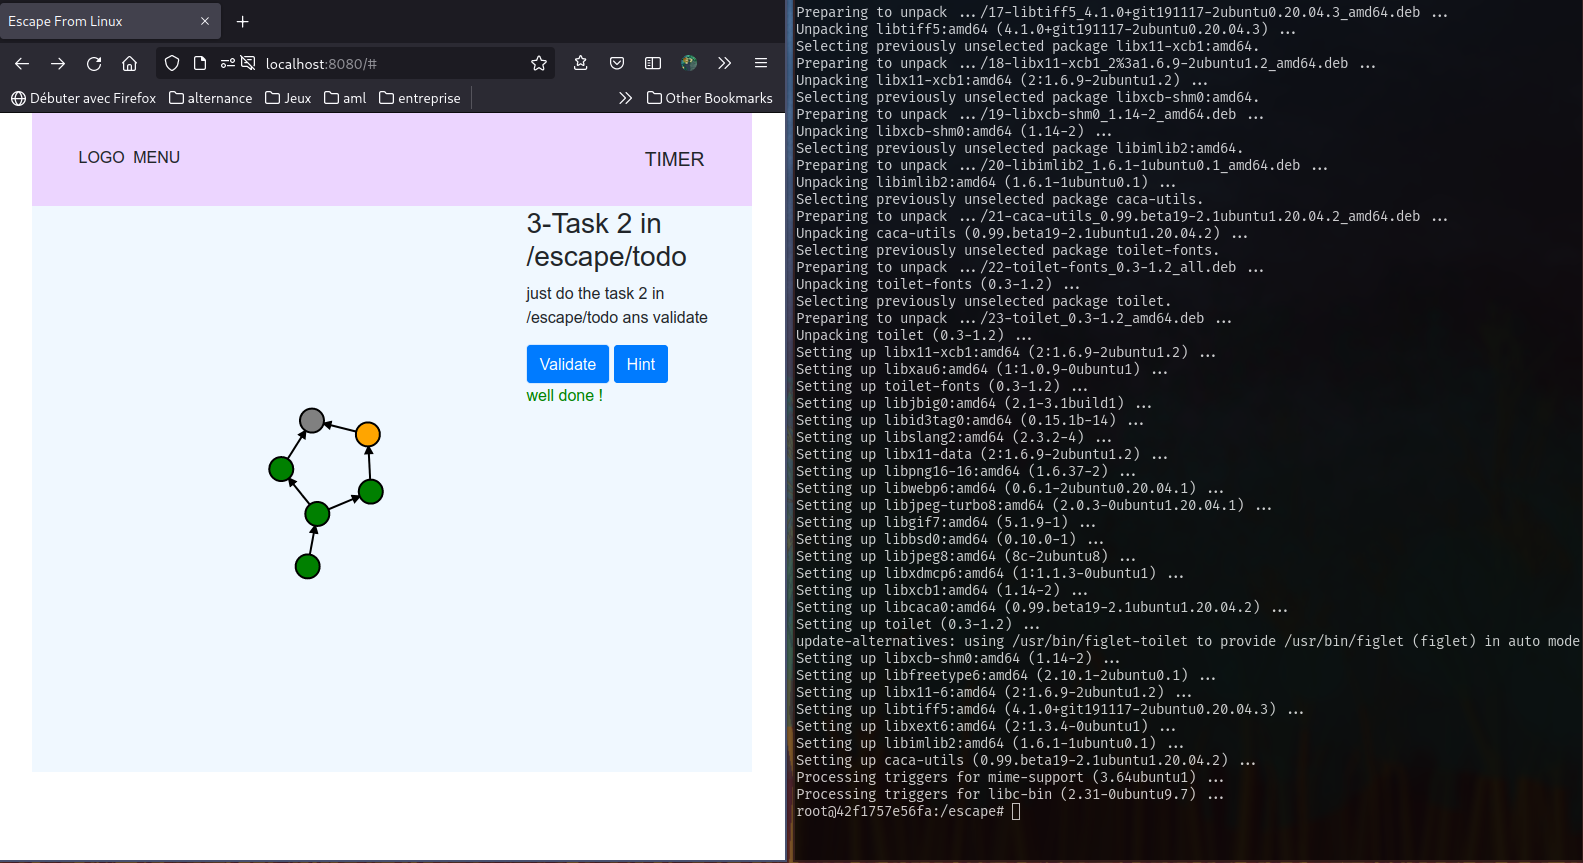 Escape From Linux
localhost:8080/#
Débuter avec Firefox alternance Jeux aml entreprise Other Bookmarks
LOGO MENU TIMER
3-Task 2 in
/escape/todo
just do the task 2 in
/escape/todo ans validate
Validate Hint
well done !
Preparing to unpack .../17-libtiff5_4.1.0+git191117-2ubuntu0.20.04.3_amd64.deb ...
Unpacking libtiff5:amd64 (4.1.0+git191117-2ubuntu0.20.04.3) ...
Selecting previously unselected package libx11-xcb1:amd64.
Preparing to unpack .../18-libx11-xcb1_2%3a1.6.9-2ubuntu1.2_amd64.deb ...
Unpacking libx11-xcb1:amd64 (2:1.6.9-2ubuntu1.2) ...
Selecting previously unselected package libxcb-shm0:amd64.
Preparing to unpack .../19-libxcb-shm0_1.14-2_amd64.deb ...
Unpacking libxcb-shm0:amd64 (1.14-2) ...
Selecting previously unselected package libimlib2:amd64.
Preparing to unpack .../20-libimlib2_1.6.1-1ubuntu0.1_amd64.deb ...
Unpacking libimlib2:amd64 (1.6.1-1ubuntu0.1) ...
Selecting previously unselected package caca-utils.
Preparing to unpack .../21-caca-utils_0.99.beta19-2.1ubuntu1.20.04.2_amd64.deb ...
Unpacking caca-utils (0.99.beta19-2.1ubuntu1.20.04.2) ...
Selecting previously unselected package toilet-fonts.
Preparing to unpack .../22-toilet-fonts_0.3-1.2_all.deb ...
Unpacking toilet-fonts (0.3-1.2) ...
Selecting previously unselected package toilet.
Preparing to unpack .../23-toilet_0.3-1.2_amd64.deb ...
Unpacking toilet (0.3-1.2) ...
Setting up libx11-xcb1:amd64 (2:1.6.9-2ubuntu1.2) ...
Setting up libxau6:amd64 (1:1.0.9-0ubuntu1) ...
Setting up toilet-fonts (0.3-1.2) ...
Setting up libjbig0:amd64 (2.1-3.1build1) ...
Setting up libid3tag0:amd64 (0.15.1b-14) ...
Setting up libslang2:amd64 (2.3.2-4) ...
Setting up libx11-data (2:1.6.9-2ubuntu1.2) ...
Setting up libpng16-16:amd64 (1.6.37-2) ...
Setting up libwebp6:amd64 (0.6.1-2ubuntu0.20.04.1) ...
Setting up libjpeg-turbo8:amd64 (2.0.3-0ubuntu1.20.04.1) ...
Setting up libgif7:amd64 (5.1.9-1) ...
Setting up libbsd0:amd64 (0.10.0-1) ...
Setting up libjpeg8:amd64 (8c-2ubuntu8) ...
Setting up libxdmcp6:amd64 (1:1.1.3-0ubuntu1) ...
Setting up libxcb1:amd64 (1.14-2) ...
Setting up libcaca0:amd64 (0.99.beta19-2.1ubuntu1.20.04.2) ...
Setting up toilet (0.3-1.2) ...
update-alternatives: using /usr/bin/figlet-toilet to provide /usr/bin/figlet (figlet) in auto mode
Setting up libxcb-shm0:amd64 (1.14-2) ...
Setting up libfreetype6:amd64 (2.10.1-2ubuntu0.1) ...
Setting up libx11-6:amd64 (2:1.6.9-2ubuntu1.2) ...
Setting up libtiff5:amd64 (4.1.0+git191117-2ubuntu0.20.04.3) ...
Setting up libxext6:amd64 (2:1.3.4-0ubuntu1) ...
Setting up libimlib2:amd64 (1.6.1-1ubuntu0.1) ...
Setting up caca-utils (0.99.beta19-2.1ubuntu1.20.04.2) ...
Processing triggers for mime-support (3.64ubuntu1) ...
Processing triggers for libc-bin (2.31-0ubuntu9.7) ...
root@42f1757e56fa:/escape#